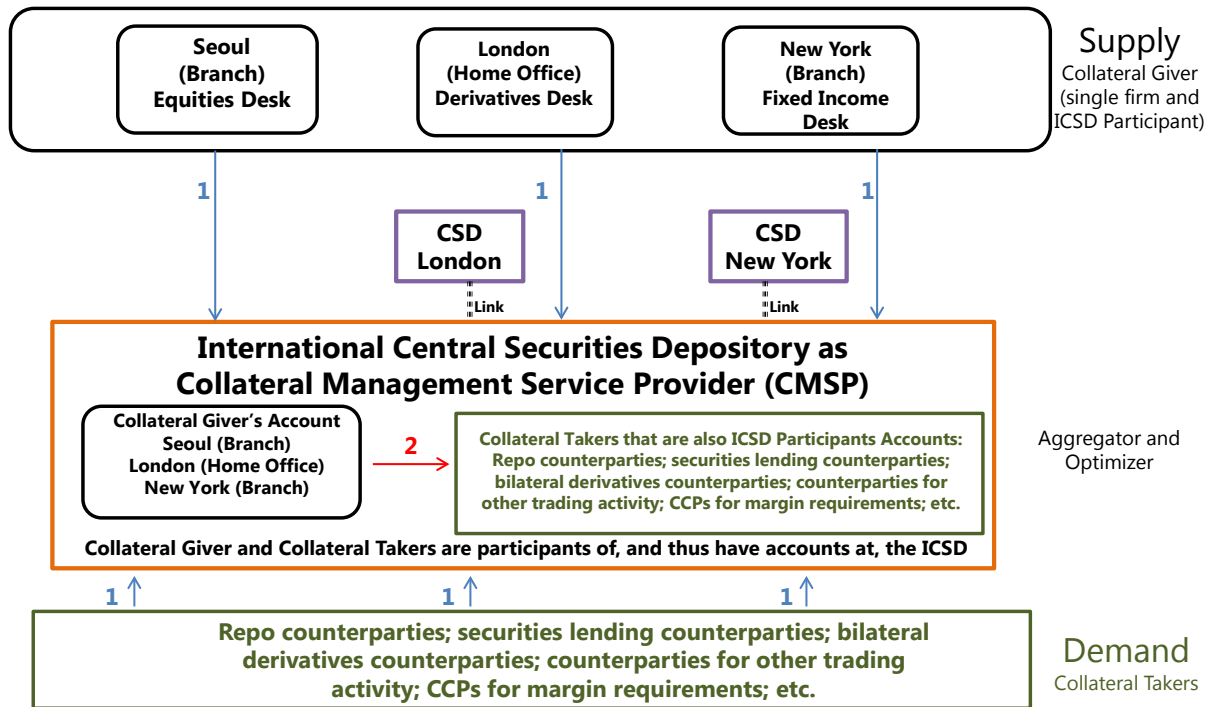 Seoul
(Branch)
Equities Desk
London
(Home Office)
Derivatives Desk
New York
(Branch)
Fixed Income
Desk
Supply
Collateral Giver
(single firm and
ICSD Participant)
1
1
1
CSD
London
CSD
New York
Link
Link
International Central Securities Depository as
Collateral Management Service Provider (CMSP)
Collateral Giver's Account
Seoul (Branch)
London (Home Office)
New York (Branch)
2
Collateral Takers that are also ICSD Participants Accounts:
Repo counterparties; securities lending counterparties;
bilateral derivatives counterparties; counterparties for
other trading activity; CCPs for margin requirements; etc.
Aggregator and
Optimizer
Collateral Giver and Collateral Takers are participants of, and thus have accounts at, the ICSD
1
1
1
Repo counterparties; securities lending counterparties; bilateral
derivatives counterparties; counterparties for other trading
activity; CCPs for margin requirements; etc.
Demand
Collateral Takers